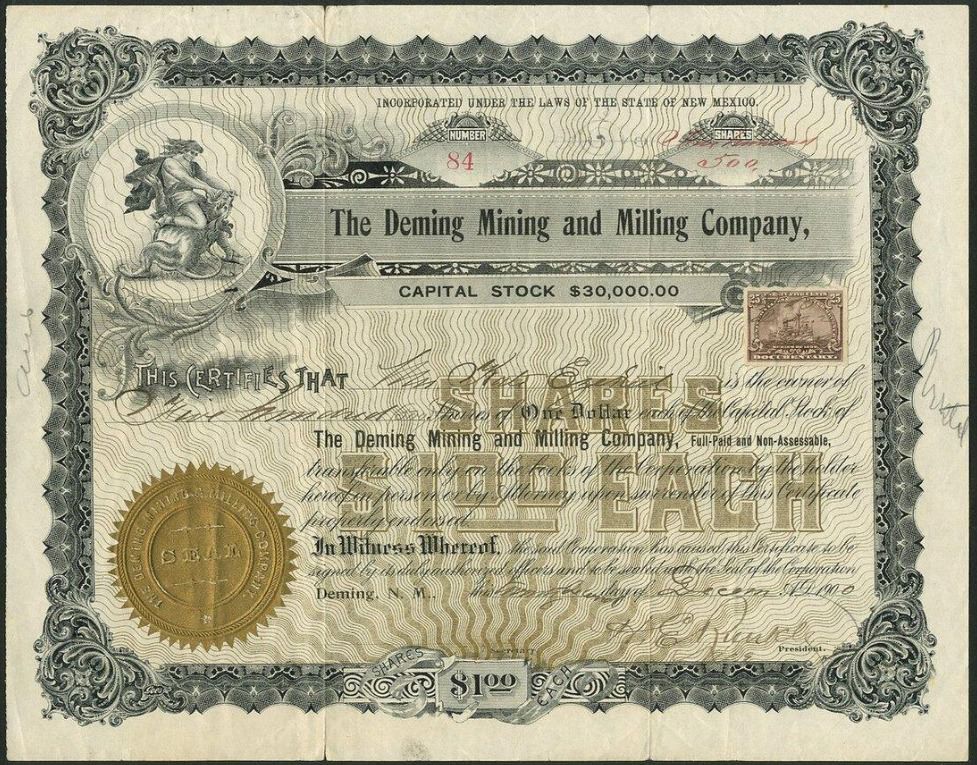 INCORPORATED UNDER THE LAWS OF THE STATE OF NEW MEXICO.
NUMBER
SHARES
84
500
The Deming Mining and Milling Company,
CAPITAL STOCK $30,000.00
25 25
DOCUMENTARY.
THIS CERTIFIES THAT is the owner of
Five hundred Shares of One Dollar each of the Capital Stock of
The Deming Mining and Milling Company, Full-Paid and Non-Assessable,
transferable only on the books of the Corporation by the holder
hereof in person or by Attorney upon surrender of this Certificate
properly endorsed.
SHARES
$1.00 EACH
In Witness Whereof, the said Corporation has caused this Certificate to be
signed by its duly authorized officers and to be sealed with the Seal of the Corporation
Deming, N. M., this day of A.D. 1900
THE DEMING MINING & MILLING COMPANY.
SEAL
Secretary
President.
SHARES
$1.00
EACH